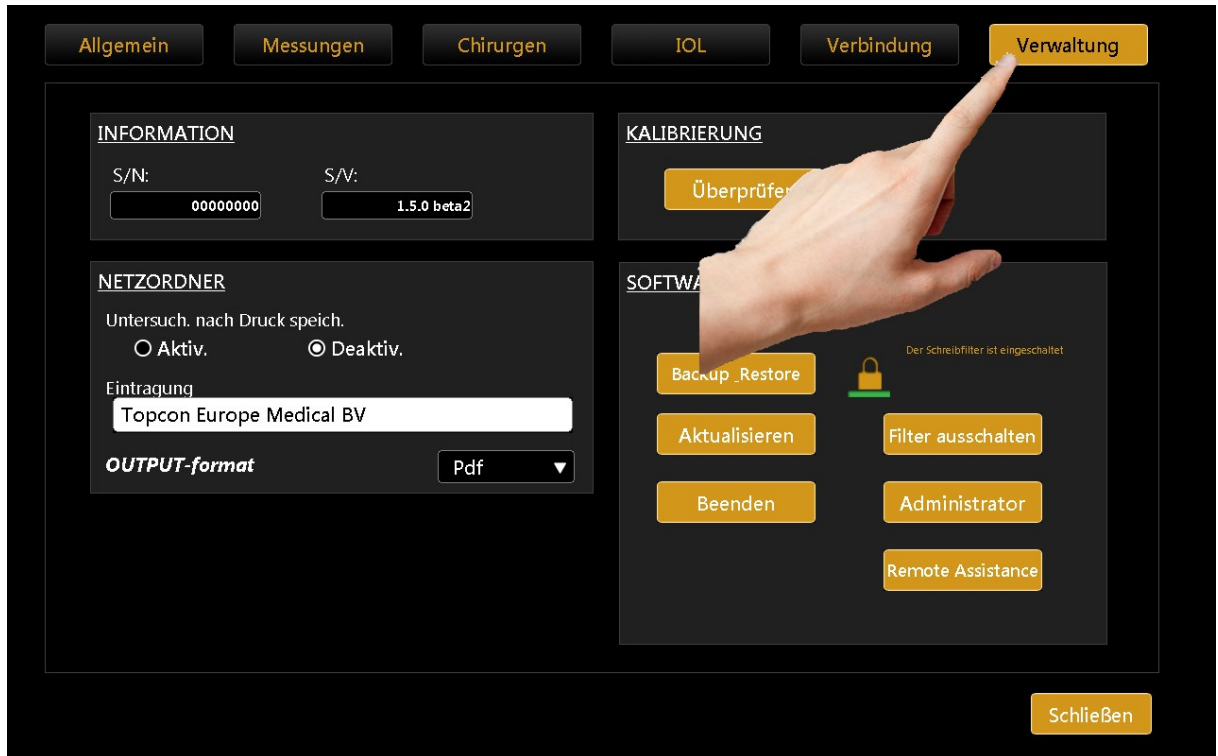 Allgemein Messungen Chirurgen IOL Verbindung Verwaltung
INFORMATION
S/N: S/V:
00000000 1.5.0 beta2
KALIBRIERUNG
NETZORDNER
Untersuch. nach Druck speich.
Aktiv. Deaktiv.
Eintragung
Topcon Europe Medical BV
OUTPUT-format Pdf
Der Schreibfilter ist eingeschaltet
Backup_Restore
Aktualisieren Filter ausschalten
Beenden Administrator
Remote Assistance
Schließen